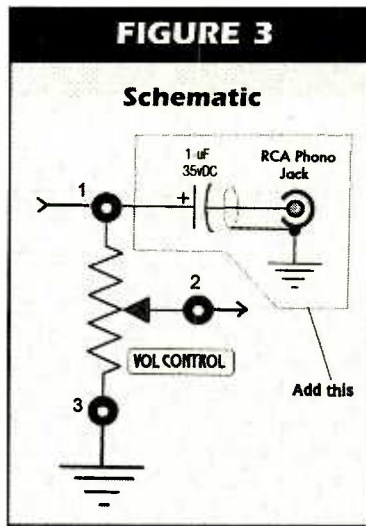 FIGURE 3
Schematic
1 uF
35vDC
RCA Phono
Jack
1
+
2
VOL CONTROL
3
Add this